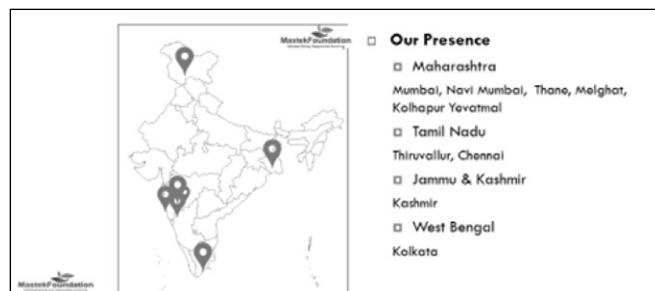 MastekFoundation
Our Presence
Maharashtra
Mumbai, Navi Mumbai, Thane, Melghat,
Kolhapur Yevatmal
Tamil Nadu
Thiruvallur, Chennai
Jammu & Kashmir
Kashmir
West Bengal
Kolkata
MastekFoundation